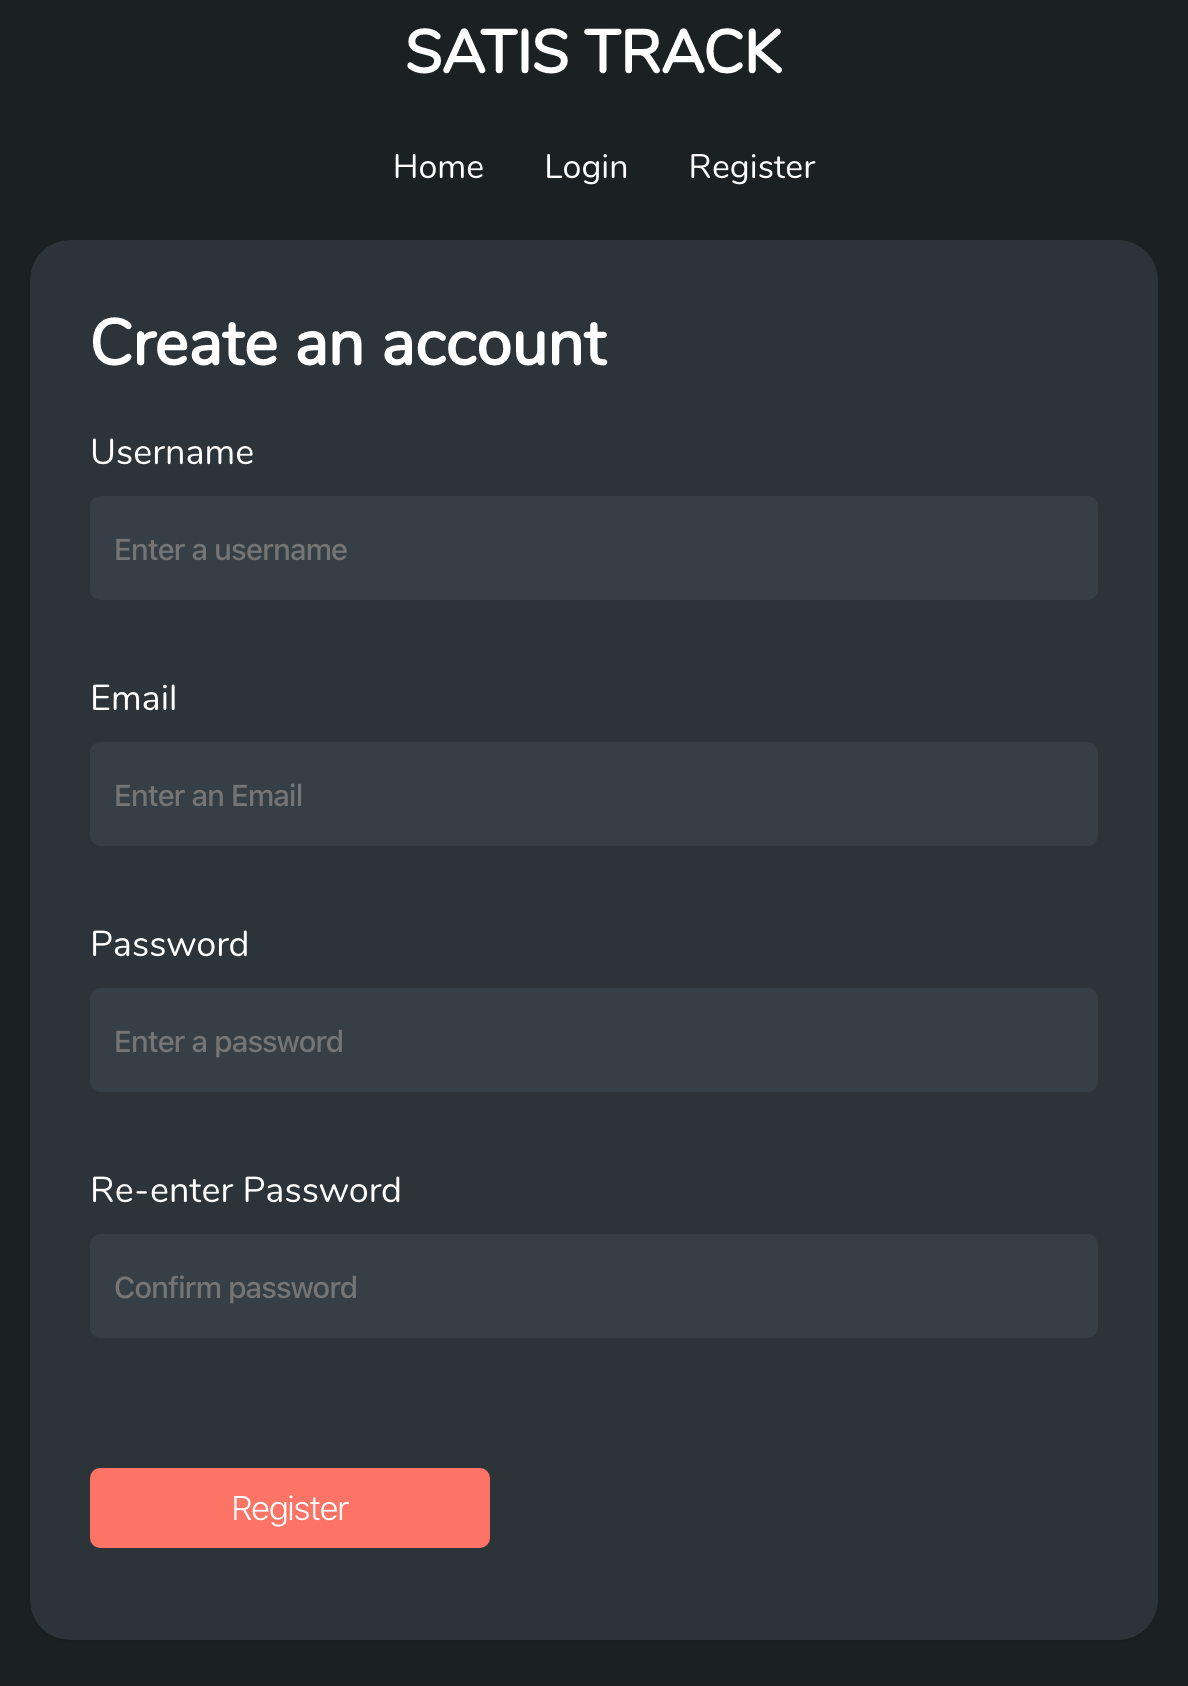 SATIS TRACK
Home Login Register
Create an account
Username
Enter a username
Email
Enter an Email
Password
Enter a password
Re-enter Password
Confirm password
Register